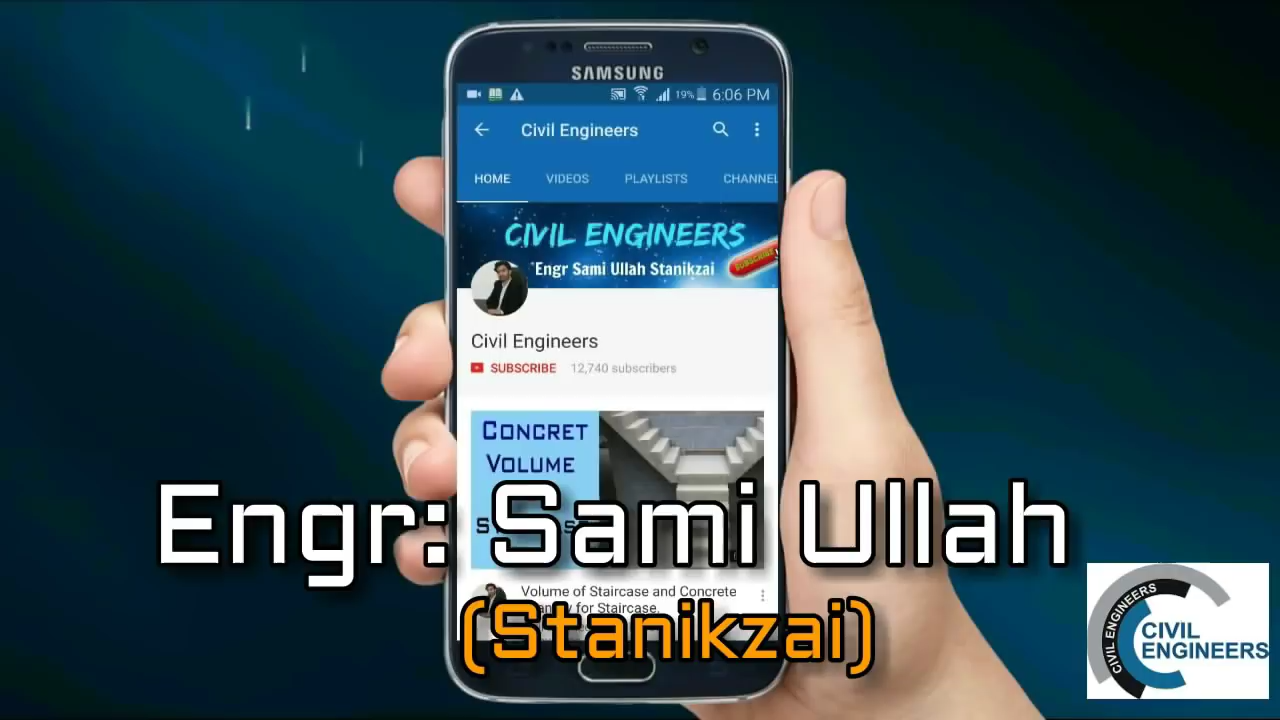 SAMSUNG
19% 6:06 PM
Civil Engineers
HOME VIDEOS PLAYLISTS CHANNEL
CIVIL ENGINEERS
Engr Sami Ullah Stanikzai
SUBSCRIBE
Civil Engineers
SUBSCRIBE 12,740 subscribers
CONCRET
VOLUME
Engr: Sami Ullah
Volume of Staircase and Concrete
for Staircase.
(Stanikzai)
CIVIL ENGINEERS
CIVIL
ENGINEERS